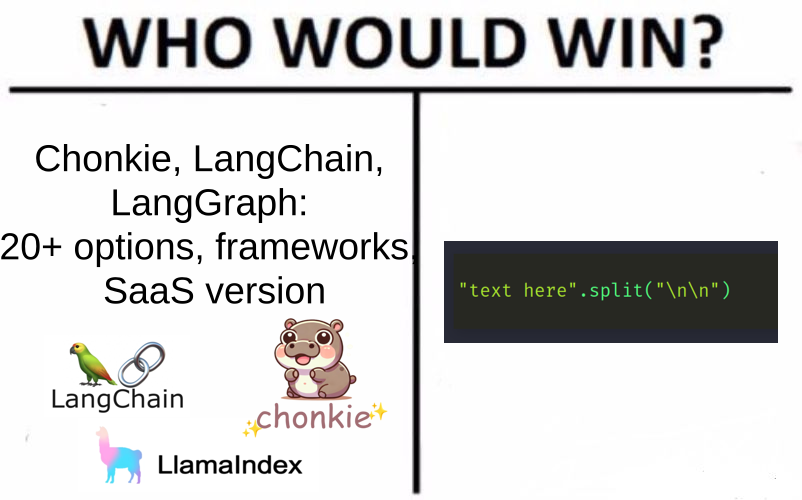 WHO WOULD WIN?
Chonkie, LangChain,
LangGraph:
20+ options, frameworks,
SaaS version
LangChain
chonkie
LlamaIndex
"text here".split("\n\n")